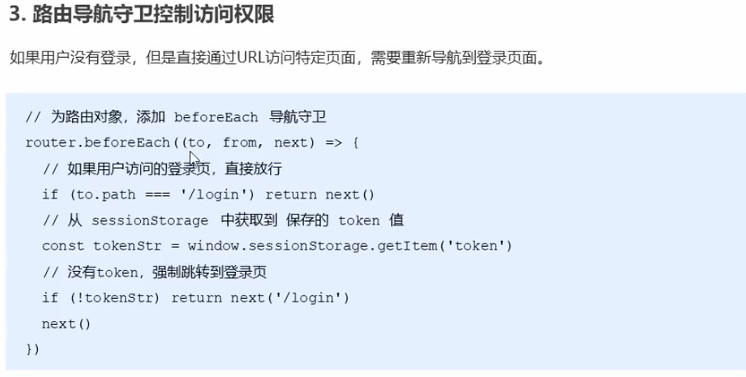 3. 路由导航守卫控制访问权限
如果用户没有登录，但是直接通过URL访问特定页面，需要重新导航到登录页面。
// 为路由对象，添加 beforeEach 导航守卫
router.beforeEach((to, from, next) => {
// 如果用户访问的登录页，直接放行
if (to.path === '/login') return next()
// 从 sessionStorage 中获取到 保存的 token 值
const tokenStr = window.sessionStorage.getItem('token')
// 没有token，强制跳转到登录页
if (!tokenStr) return next('/login')
next()
})